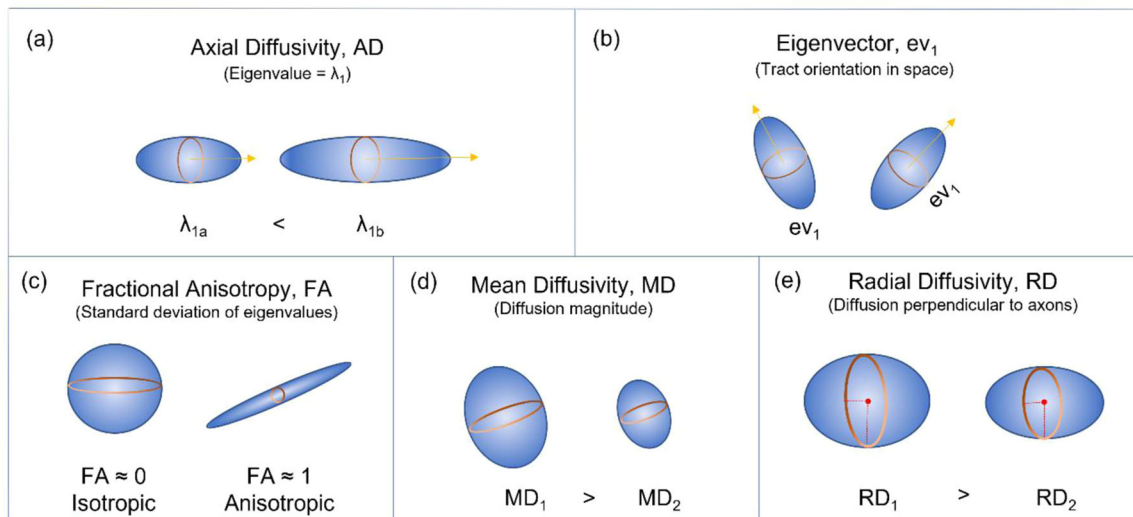 (a)
Axial Diffusivity, AD
(Eigenvalue = λ₁)
λ₁ₐ < λ₁b
(b)
Eigenvector, ev₁
(Tract orientation in space)
ev₁
ev₁
(c)
Fractional Anisotropy, FA
(Standard deviation of eigenvalues)
FA ≈ 0
Isotropic
FA ≈ 1
Anisotropic
(d)
Mean Diffusivity, MD
(Diffusion magnitude)
MD₁ > MD₂
(e)
Radial Diffusivity, RD
(Diffusion perpendicular to axons)
RD₁ > RD₂